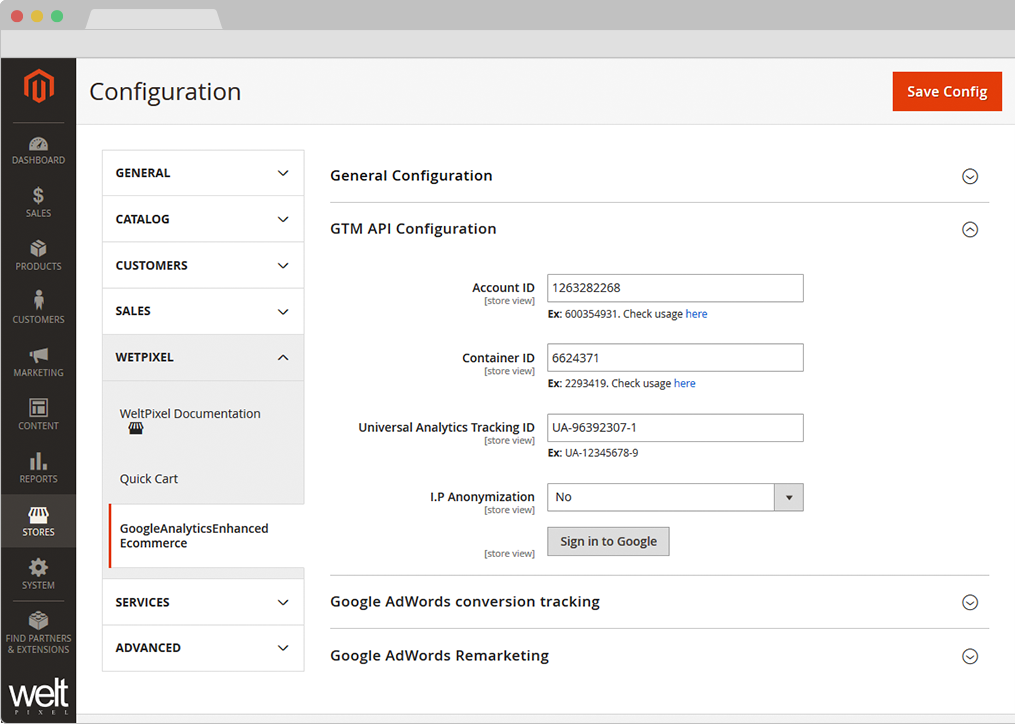 Configuration
Save Config
DASHBOARD
$
SALES
PRODUCTS
CUSTOMERS
MARKETING
CONTENT
REPORTS
STORES
SYSTEM
FIND PARTNERS
& EXTENSIONS
welt
PIXEL
GENERAL
CATALOG
CUSTOMERS
SALES
WETPIXEL
WeltPixel Documentation
Quick Cart
GoogleAnalyticsEnhanced
Ecommerce
SERVICES
ADVANCED
General Configuration
GTM API Configuration
Account ID
[store view]
1263282268
Ex: 600354931. Check usage here
Container ID
[store view]
6624371
Ex: 2293419. Check usage here
Universal Analytics Tracking ID
[store view]
UA-96392307-1
Ex: UA-12345678-9
I.P Anonymization
[store view]
No
Sign in to Google
[store view]
Google AdWords conversion tracking
Google AdWords Remarketing